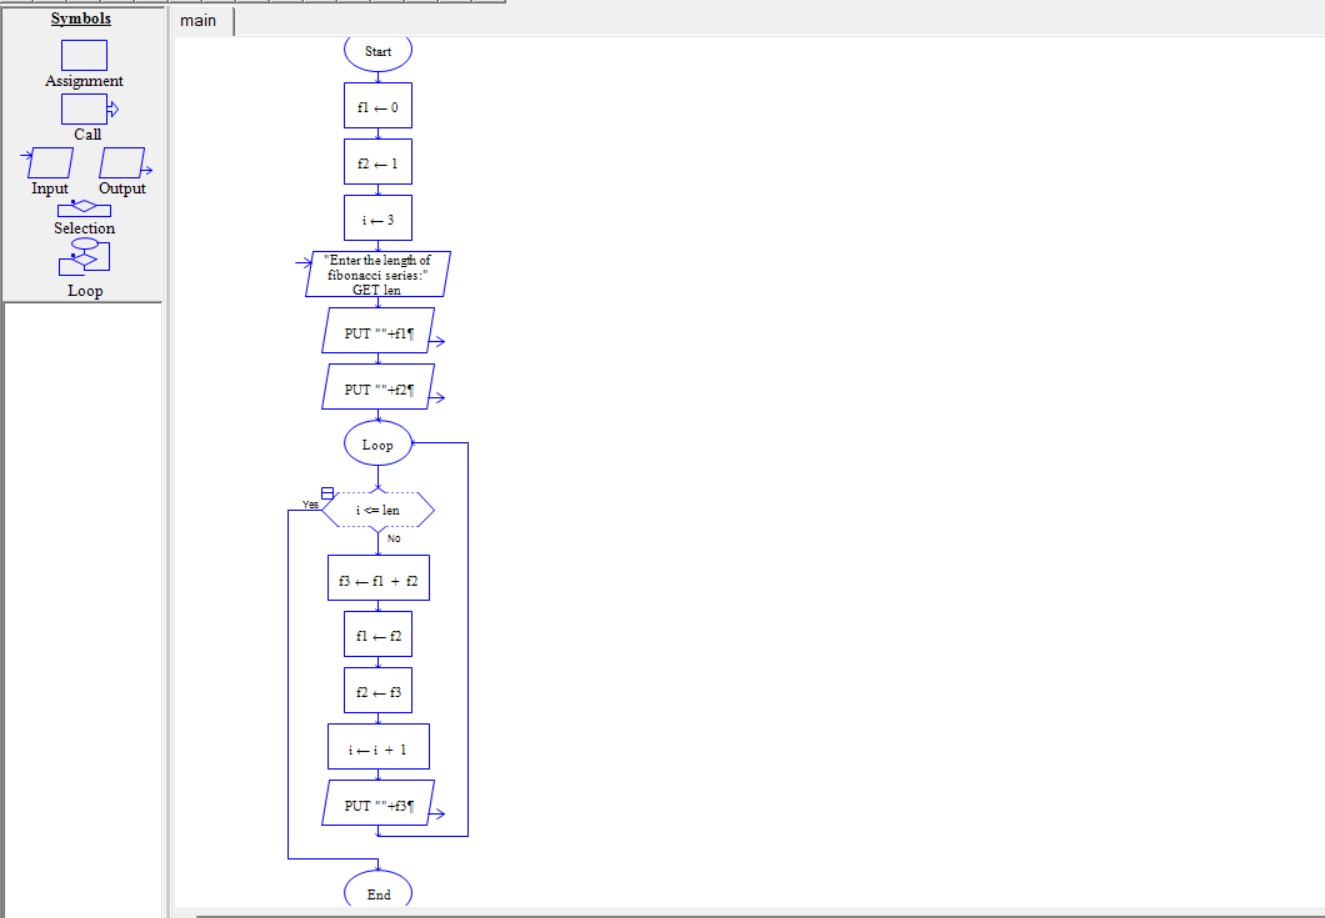 Symbols
Assignment
Call
Input Output
Selection
Loop
main
Start
f1 ← 0
f2 ← 1
i ← 3
"Enter the length of
fibonacci series:"
GET len
PUT ""+f1¶
PUT ""+f2¶
Loop
Yes
i <= len
No
f3 ← f1 + f2
f1 ← f2
f2 ← f3
i ← i + 1
PUT ""+f3¶
End